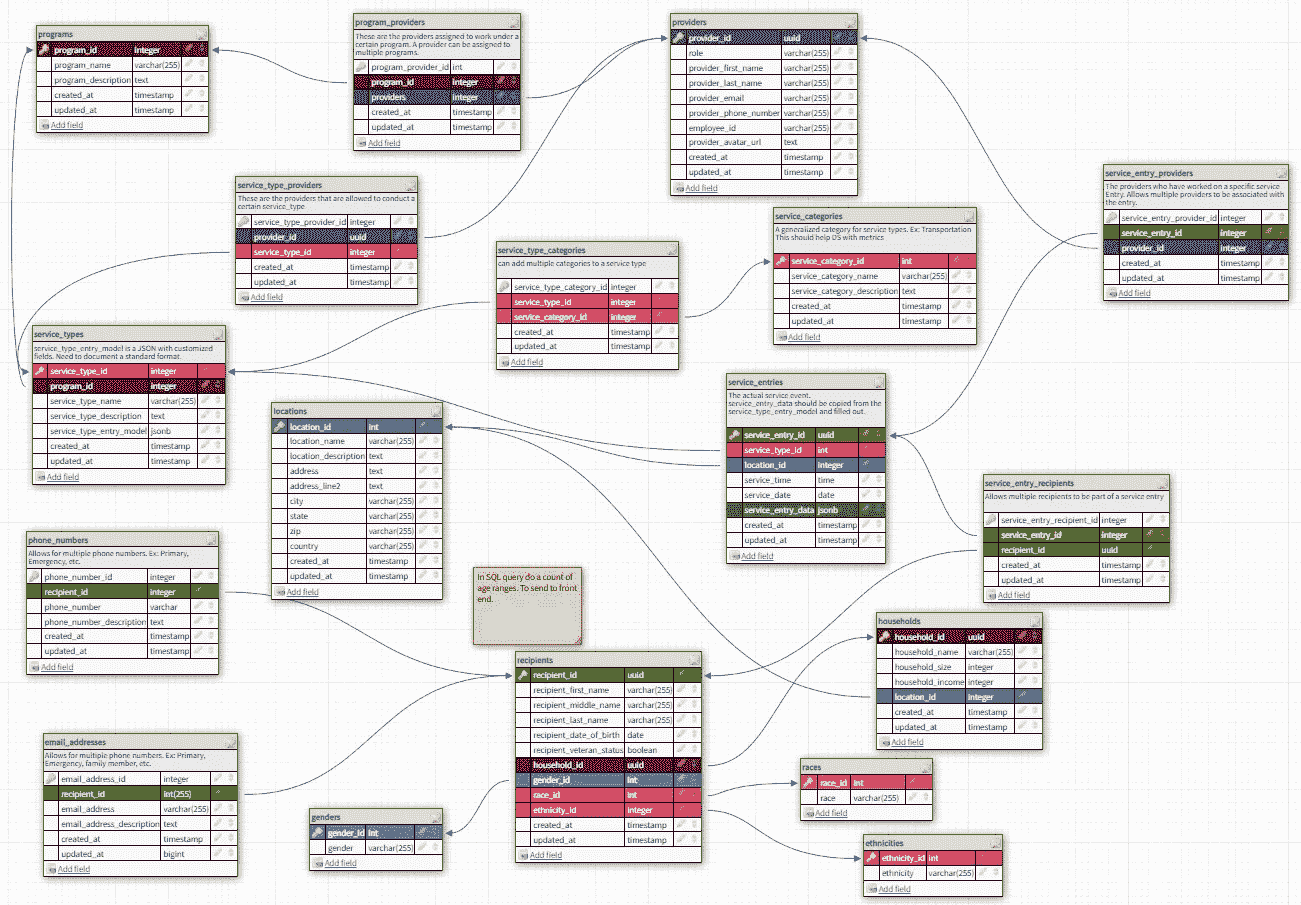 programs
program_id integer
program_name varchar(255)
program_description text
created_at timestamp
updated_at timestamp
Add field
program_providers
These are the providers assigned to work under a
certain program. A provider can be assigned to
multiple programs.
program_provider_id int
program_id integer
providers integer
created_at timestamp
updated_at timestamp
Add field
providers
provider_id uuid
role varchar(255)
provider_first_name varchar(255)
provider_last_name varchar(255)
provider_email varchar(255)
provider_phone_number varchar(255)
employee_id varchar(255)
provider_avatar_url text
created_at timestamp
updated_at timestamp
Add field
service_entry_providers
The providers who have worked on a specific service
Entry. Allows multiple providers to be associated with
the entry.
service_entry_provider_id integer
service_entry_id integer
provider_id integer
created_at timestamp
updated_at timestamp
Add field
service_type_providers
These are the providers that are allowed to conduct a
certain service_type
service_type_provider_id integer
provider_id uuid
service_type_id integer
created_at timestamp
updated_at timestamp
Add field
service_categories
A generalized category for service types. Ex: Transportation
This should help DS with metrics
service_category_id int
service_category_name varchar(255)
service_category_description text
created_at timestamp
updated_at timestamp
Add field
service_type_categories
can add multiple categories to a service type
service_type_category_id integer
service_type_id integer
service_category_id integer
created_at timestamp
updated_at timestamp
Add field
service_types
service_type_entry_model is a JSON with customized
fields. Need to document a standard format.
service_type_id integer
program_id integer
service_type_name varchar(255)
service_type_description text
service_type_entry_model jsonb
created_at timestamp
updated_at timestamp
Add field
locations
location_id int
location_name varchar(255)
location_description text
address text
address_line2 text
city varchar(255)
state varchar(255)
zip varchar(255)
country varchar(255)
created_at timestamp
updated_at timestamp
Add field
service_entries
The actual service event.
service_entry_data should be copied from the
service_type_entry_model and filled out.
service_entry_id uuid
service_type_id int
location_id integer
service_time time
service_date date
service_entry_data jsonb
created_at timestamp
updated_at timestamp
Add field
service_entry_recipients
Allows multiple recipients to be part of a service entry
service_entry_recipient_id integer
service_entry_id integer
recipient_id uuid
created_at timestamp
updated_at timestamp
Add field
phone_numbers
Allows for multiple phone numbers. Ex: Primary,
Emergency, etc.
phone_number_id integer
recipient_id integer
phone_number varchar
phone_number_description text
created_at timestamp
updated_at timestamp
Add field
In SQL query do a count of
age ranges. To send to front
end.
households
household_id uuid
household_name varchar(255)
household_size integer
household_income integer
location_id integer
created_at timestamp
updated_at timestamp
Add field
recipients
recipient_id uuid
recipient_first_name varchar(255)
recipient_middle_name varchar(255)
recipient_last_name varchar(255)
recipient_date_of_birth date
recipient_veteran_status boolean
household_id uuid
gender_id int
race_id int
ethnicity_id integer
created_at timestamp
updated_at timestamp
Add field
email_addresses
Allows for multiple phone numbers. Ex: Primary,
Emergency, family member, etc.
email_address_id integer
recipient_id int(255)
email_address varchar(255)
email_address_description text
created_at timestamp
updated_at bigint
Add field
genders
gender_id int
gender varchar(255)
Add field
races
race_id int
race varchar(255)
Add field
ethnicities
ethnicity_id int
ethnicity varchar(255)
Add field